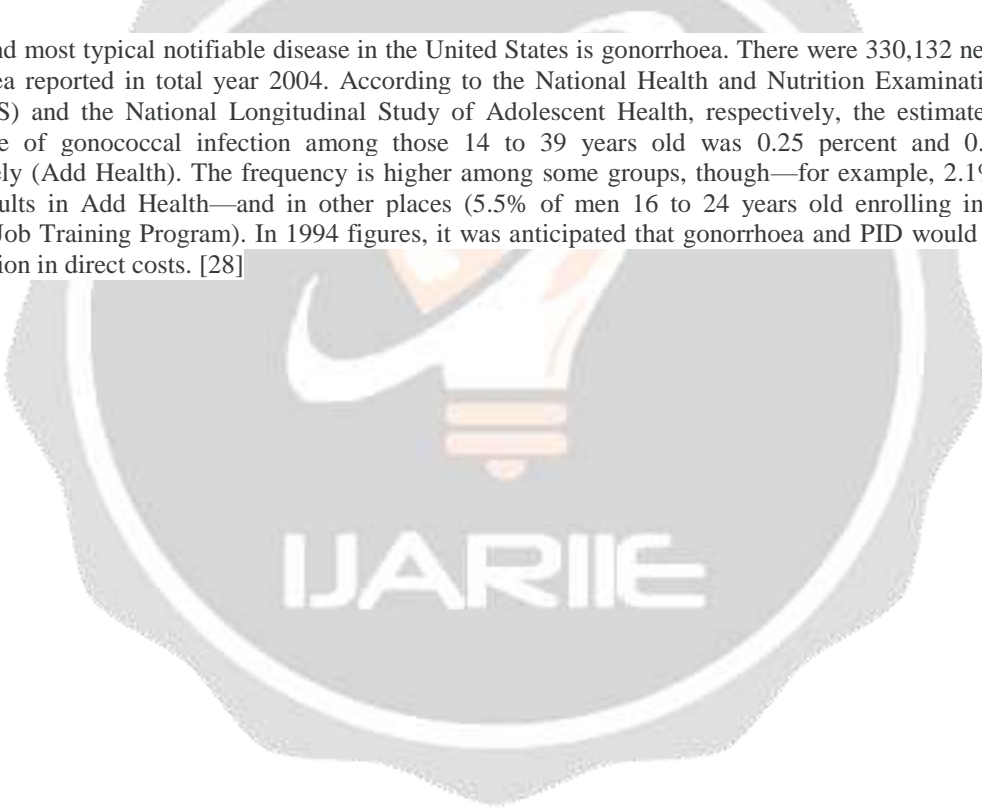 nd most typical notifiable disease in the United States is gonorrhoea. There were 330,132 ne
ea reported in total year 2004. According to the National Health and Nutrition Examinati
S) and the National Longitudinal Study of Adolescent Health, respectively, the estimate
e of gonococcal infection among those 14 to 39 years old was 0.25 percent and 0.
ely (Add Health). The frequency is higher among some groups, though—for example, 2.1%
ults in Add Health—and in other places (5.5% of men 16 to 24 years old enrolling in
Job Training Program). In 1994 figures, it was anticipated that gonorrhoea and PID would
ion in direct costs. [28]
IJARIIE